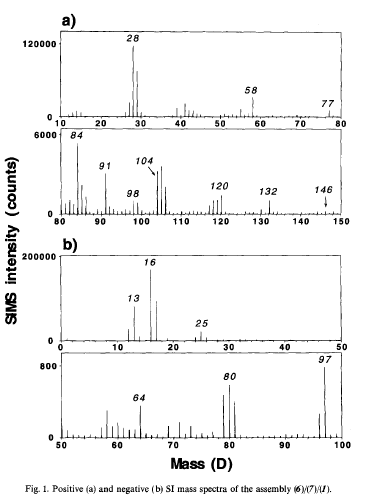 a)
120000
28
58
77
0
10 20 30 40 50 60 70 80
6000
84
91
104
98
120
132
146
0
80 90 100 110 120 130 140 150
SIMS intensity (counts)
b)
200000
16
13
25
0
0 10 20 30 40 50
800
97
80
64
0
50 60 70 80 90 100
Mass (D)
Fig. 1. Positive (a) and negative (b) SI mass spectra of the assembly (6)/(7)/(1).